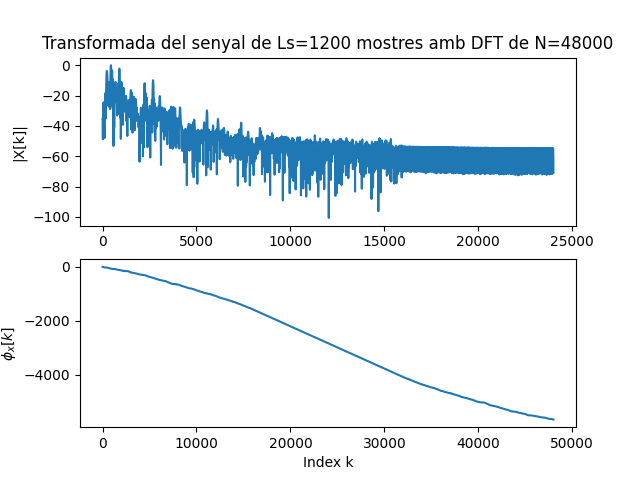 Transformada del senyal de Ls=1200 mostres amb DFT de N=48000
|X[k]|
0
−20
−40
−60
−80
−100
0 5000 10000 15000 20000 25000
ϕx[k]
0
−2000
−4000
0 10000 20000 30000 40000 50000
Index k